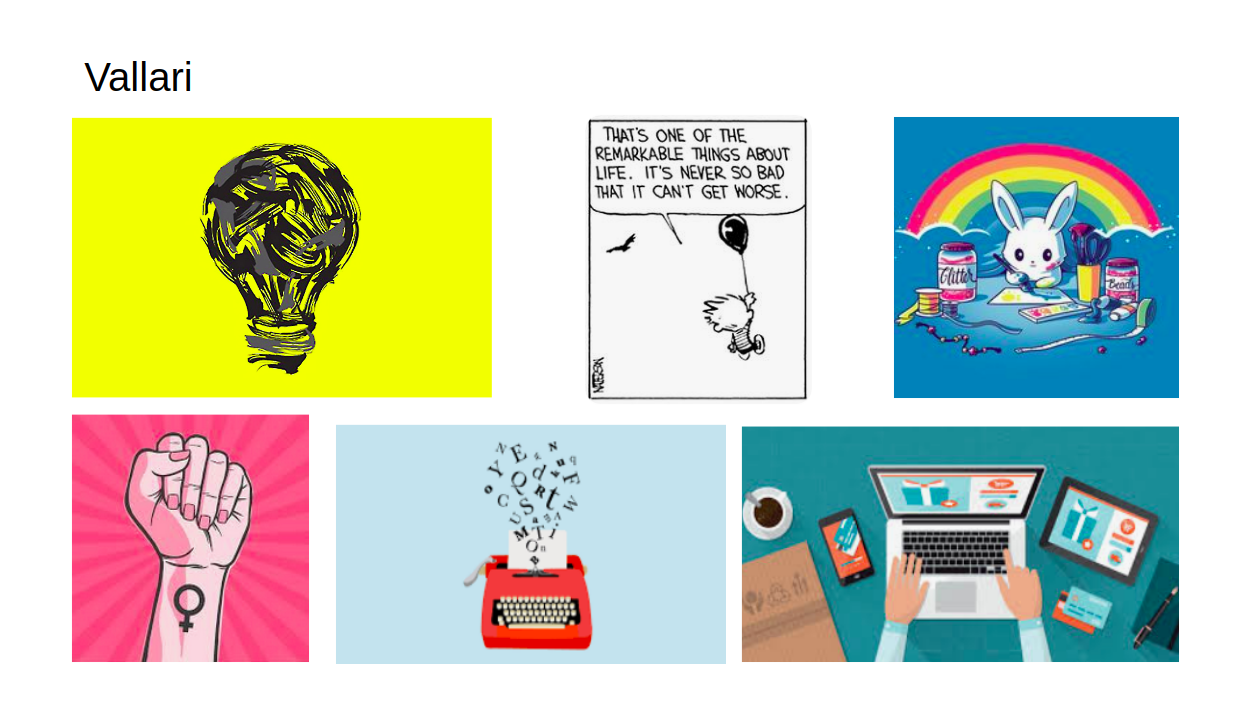 Vallari
THAT'S ONE OF THE
REMARKABLE THINGS ABOUT
LIFE. IT'S NEVER SO BAD
THAT IT CAN'T GET WORSE.
WATTERSON
Glitter
Beads